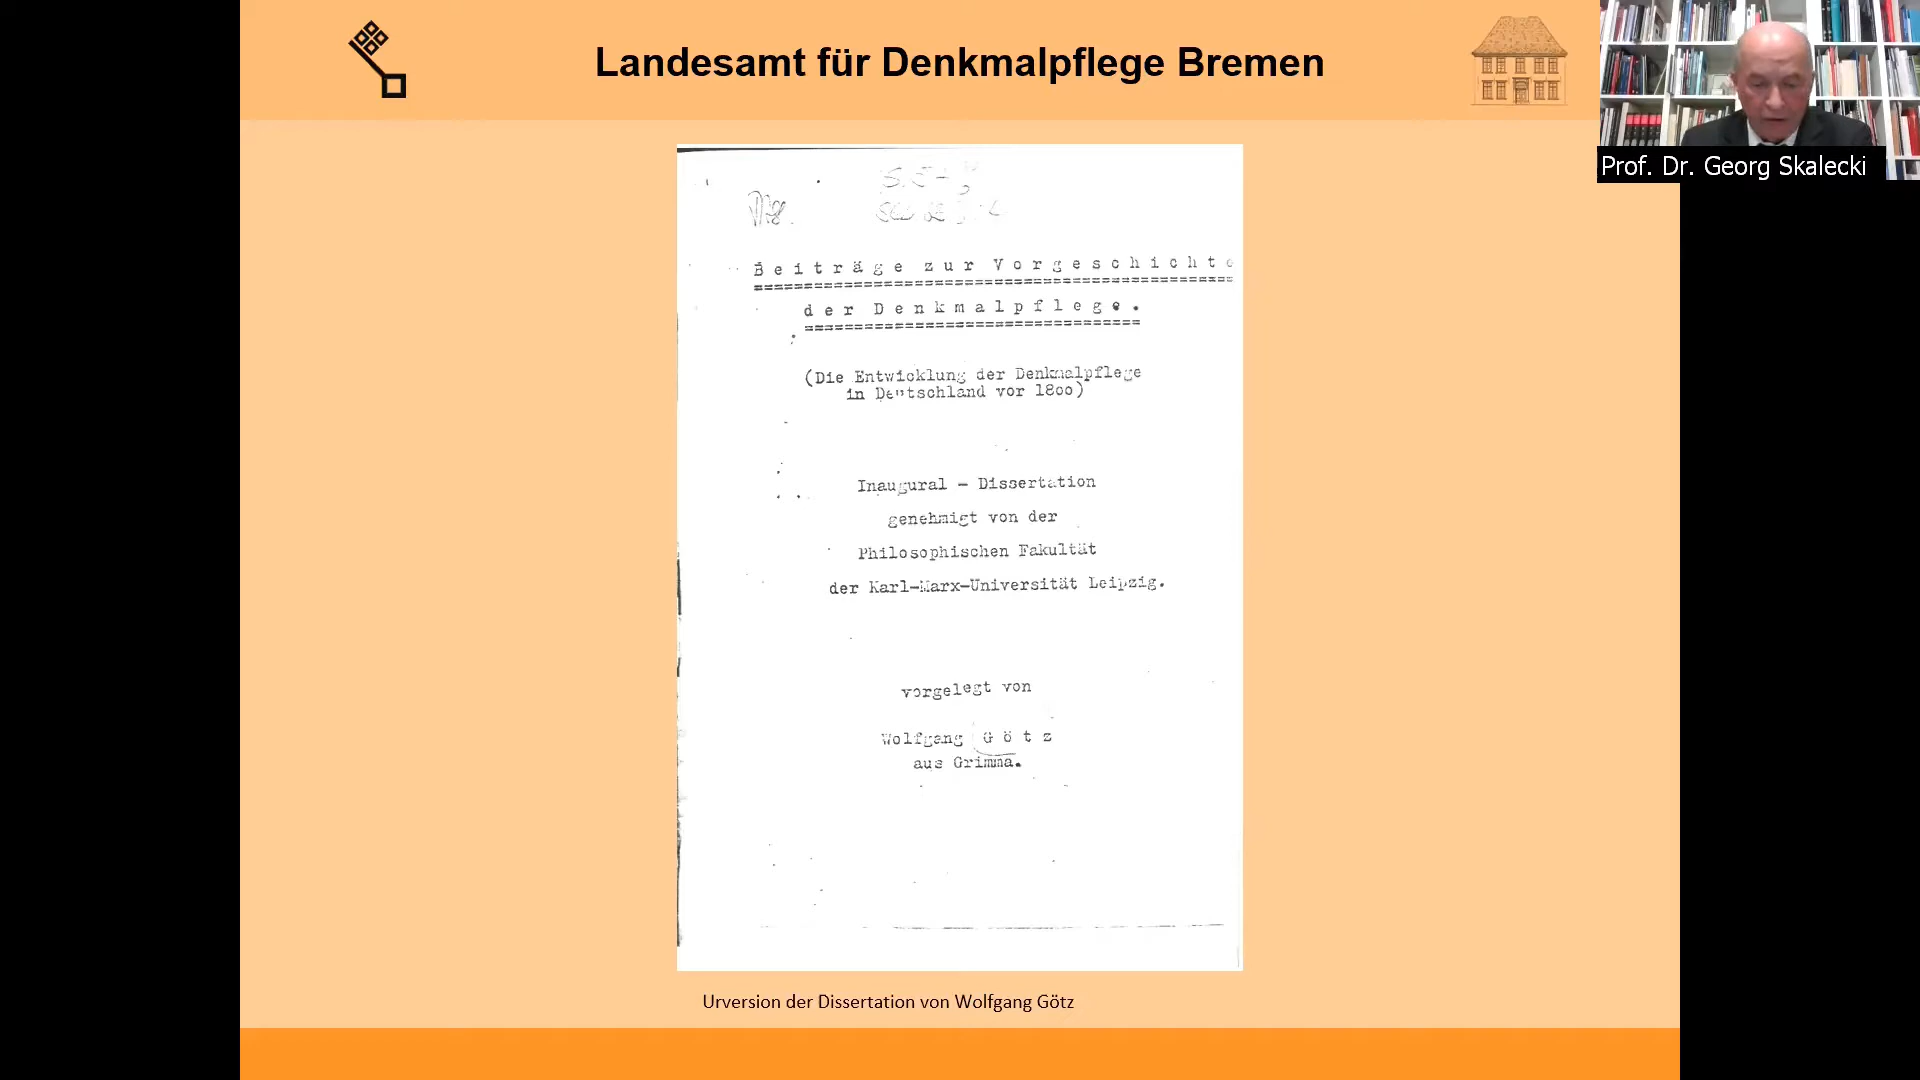 Landesamt für Denkmalpflege Bremen
Prof. Dr. Georg Skalecki
Beiträge zur Vorgeschichte
der Denkmalpflege.
(Die Entwicklung der Denkmalpflege
in Deutschland vor 1800)
Inaugural - Dissertation
genehmigt von der
Philosophischen Fakultät
der Karl-Marx-Universität Leipzig.
vorgelegt von
Wolfgang Götz
aus Grimma.
Urversion der Dissertation von Wolfgang Götz